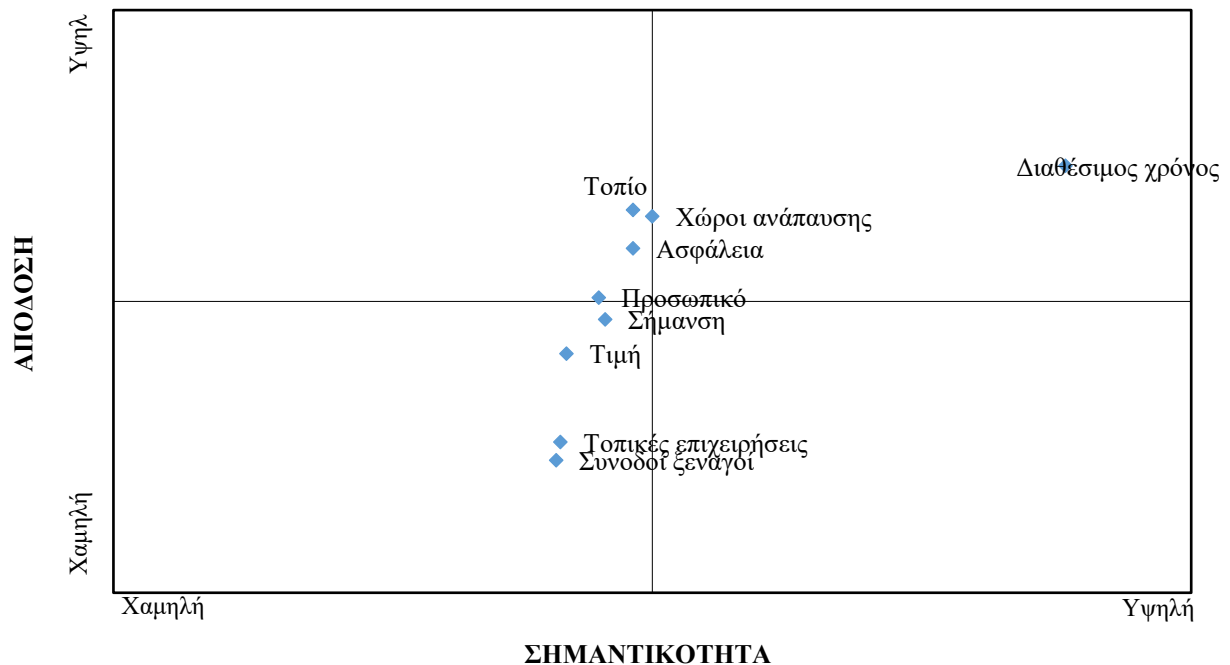 Υψηλ
Διαθέσιμος χρόνος
Τοπίο
Χώροι ανάπαυσης
Ασφάλεια
ΑΠΟΔΟΣΗ
Προσωπικό
Σήμανση
Τιμή
Τοπικές επιχειρήσεις
Συνοδοί ξεναγοί
Χαμηλή
Χαμηλή
Υψηλή
ΣΗΜΑΝΤΙΚΟΤΗΤΑ